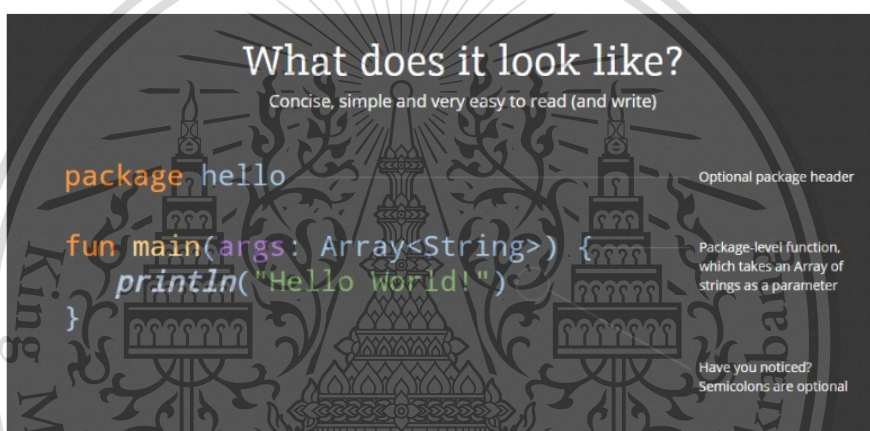 What does it look like?
Concise, simple and very easy to read (and write)
package hello
Optional package header
fun main(args: Array<String>) {
println("Hello World!")
}
Package-level function,
which takes an Array of
strings as a parameter
Have you noticed?
Semicolons are optional
King M
krabang